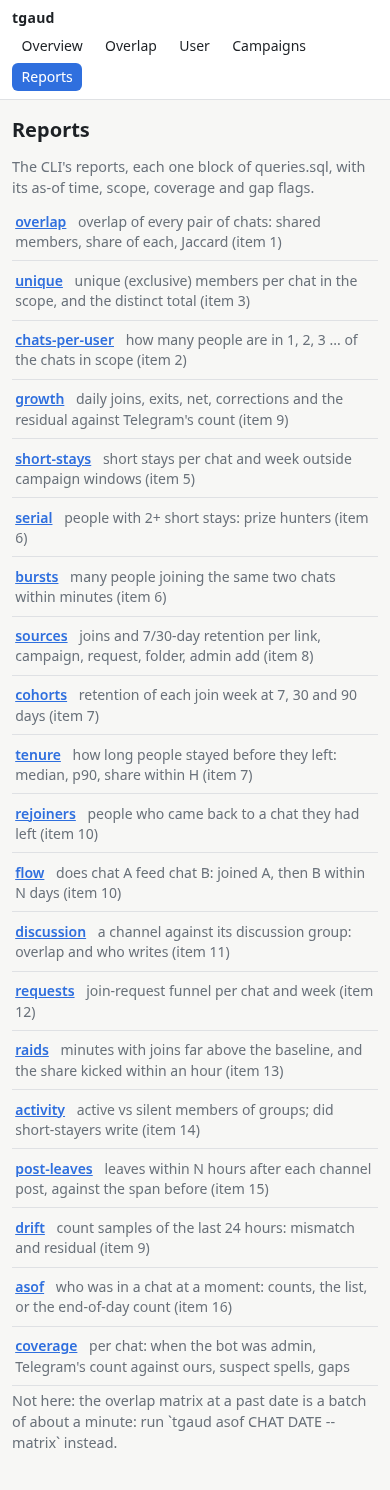 tgaud
Overview Overlap User Campaigns
Reports
Reports
The CLI's reports, each one block of queries.sql, with
its as-of time, scope, coverage and gap flags.
overlap overlap of every pair of chats: shared
members, share of each, Jaccard (item 1)
unique unique (exclusive) members per chat in the
scope, and the distinct total (item 3)
chats-per-user how many people are in 1, 2, 3 ... of
the chats in scope (item 2)
growth daily joins, exits, net, corrections and the
residual against Telegram's count (item 9)
short-stays short stays per chat and week outside
campaign windows (item 5)
serial people with 2+ short stays: prize hunters (item
6)
bursts many people joining the same two chats
within minutes (item 6)
sources joins and 7/30-day retention per link,
campaign, request, folder, admin add (item 8)
cohorts retention of each join week at 7, 30 and 90
days (item 7)
tenure how long people stayed before they left:
median, p90, share within H (item 7)
rejoiners people who came back to a chat they had
left (item 10)
flow does chat A feed chat B: joined A, then B within
N days (item 10)
discussion a channel against its discussion group:
overlap and who writes (item 11)
requests join-request funnel per chat and week (item
12)
raids minutes with joins far above the baseline, and
the share kicked within an hour (item 13)
activity active vs silent members of groups; did
short-stayers write (item 14)
post-leaves leaves within N hours after each channel
post, against the span before (item 15)
drift count samples of the last 24 hours: mismatch
and residual (item 9)
asof who was in a chat at a moment: counts, the list,
or the end-of-day count (item 16)
coverage per chat: when the bot was admin,
Telegram's count against ours, suspect spells, gaps
Not here: the overlap matrix at a past date is a batch
of about a minute: run `tgaud asof CHAT DATE --
matrix` instead.